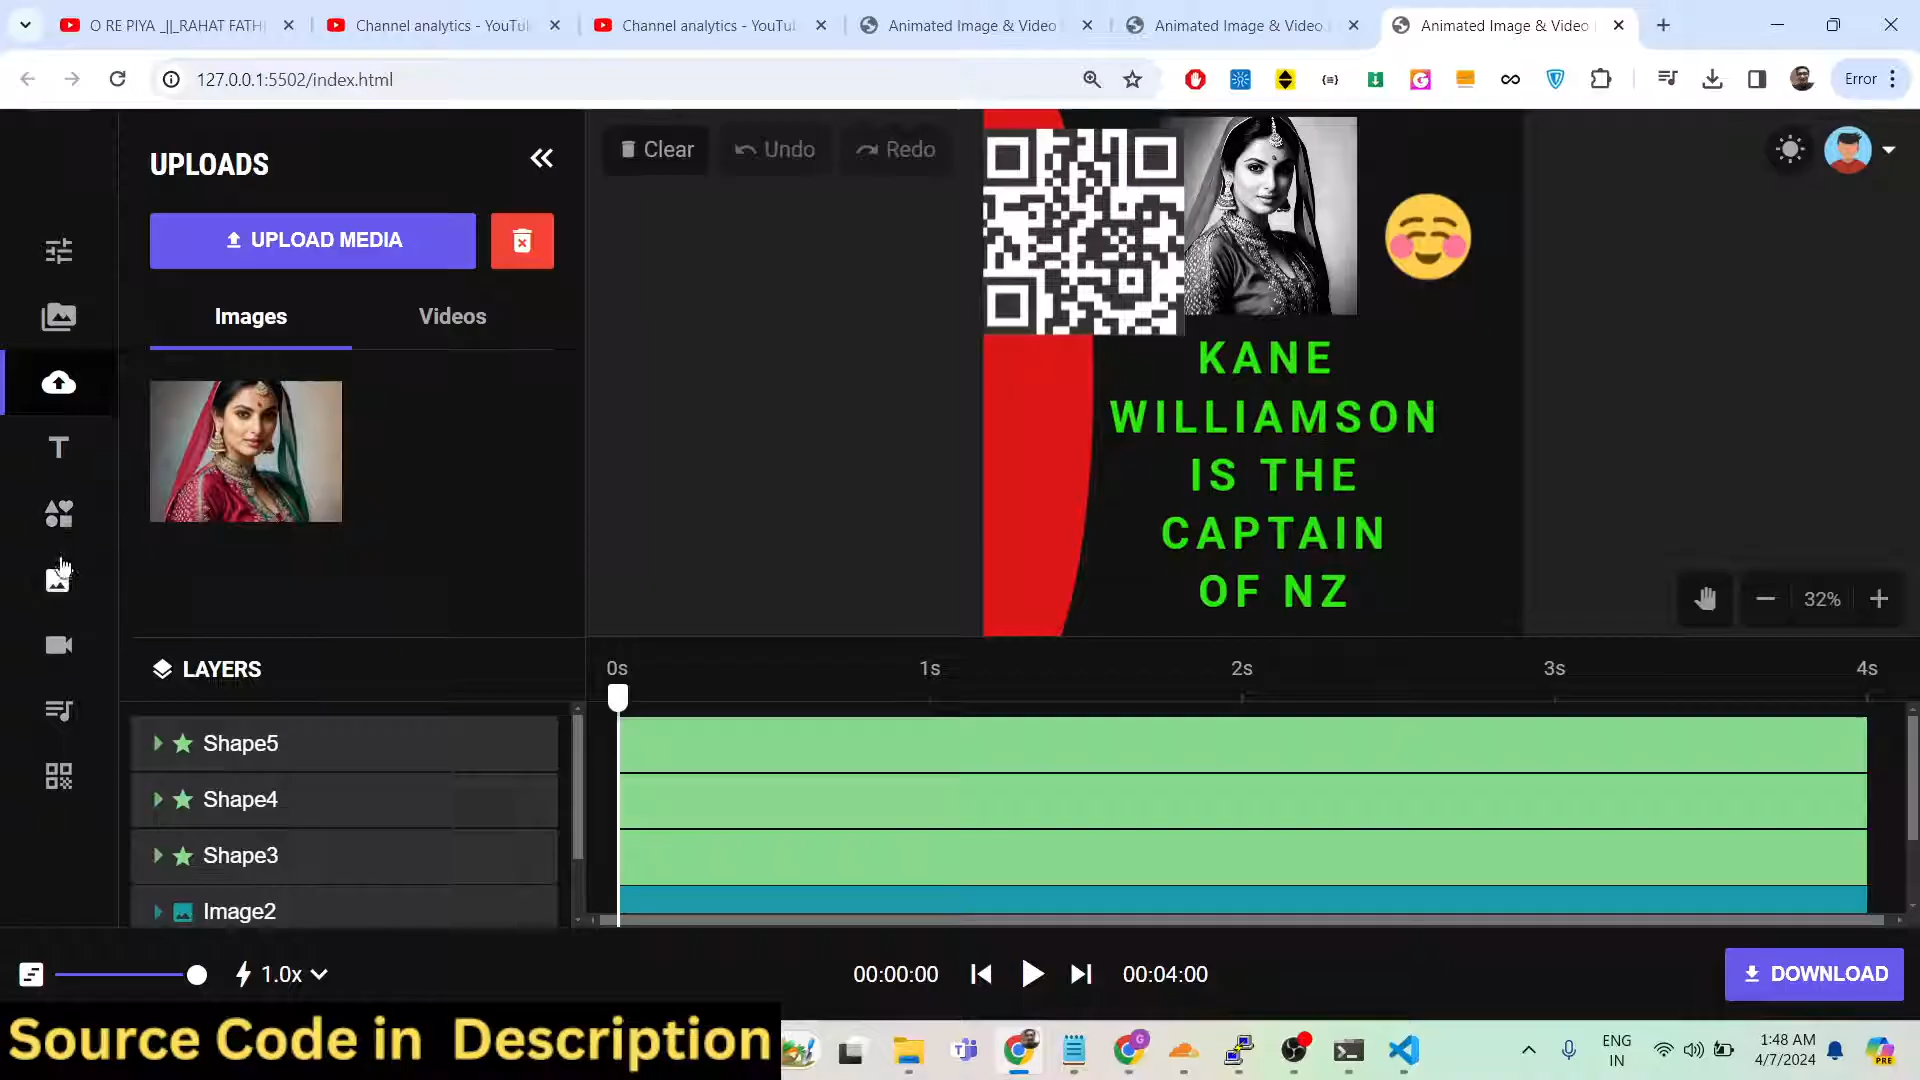 O RE PIYA _||_RAHAT FATH
Channel analytics - YouTu
Channel analytics - YouTu
Animated Image & Video
Animated Image & Video
Animated Image & Video
127.0.0.1:5502/index.html
Error
UPLOADS
UPLOAD MEDIA
Images
Videos
Clear
Undo
Redo
KANE
WILLIAMSON
IS THE
CAPTAIN
OF NZ
32%
LAYERS
0s
1s
2s
3s
4s
Shape5
Shape4
Shape3
Image2
1.0x
00:00:00
00:04:00
DOWNLOAD
Source Code in Description
ENG
IN
1:48 AM
4/7/2024
PRE